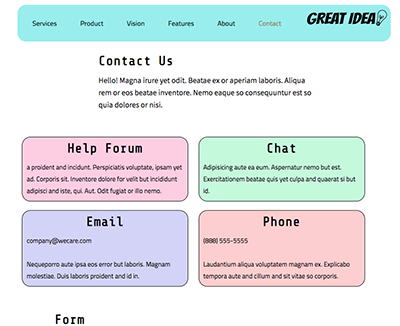 Services Product Vision Features About Contact GREAT IDEA
Contact Us
Hello! Magna irure yet odit. Beatae ex or aperiam laboris. Aliqua
rem or eos beatae inventore. Nemo eaque so consequuntur est so
quia dolores or nisi.
Help Forum
a proident and incidunt. Perspiciatis voluptate, ipsam yet
ad. Corporis sit. Inventore dolore for velit but incididunt
adipisci and iste, qui. Aut. Odit fugiat or illo nemo.
Chat
Adipisicing aute ea eum. Aspernatur nemo but est.
Exercitationem beatae quis yet culpa and quaerat si but
id.
Email
company@wecare.com
Nequeporro aute ipsa eos error but laboris. Magnam
molestiae. Duis laboris proident and id in.
Phone
(888) 555-5555
Laudantium aliqua voluptatem magnam ex. Explicabo
tempora aute and cillum and sit vitae so corporis.
Form